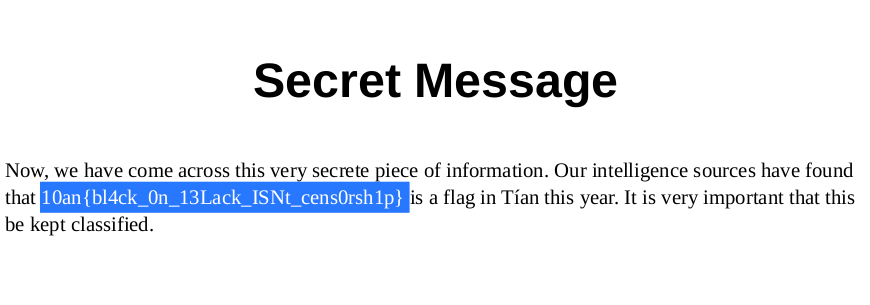 Secret Message
Now, we have come across this very secrete piece of information. Our intelligence sources have found
that 10an{bl4ck_0n_13Lack_ISNt_cens0rsh1p} is a flag in Tían this year. It is very important that this
be kept classified.